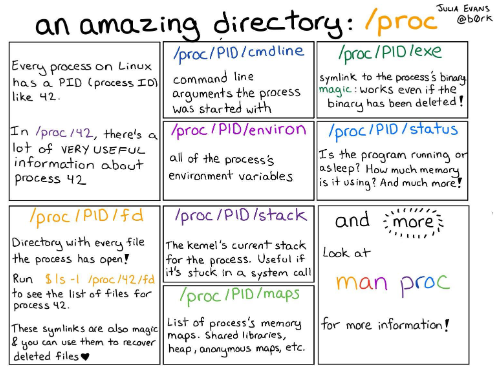 an amazing directory: /proc
JULIA EVANS
@b0rk
Every process on Linux
has a PID (process ID)
like 42.
In /proc/42, there's a
lot of VERY USEFUL
information about
process 42
/proc/PID/cmdline
command line
arguments the process
was started with
/proc/PID/exe
symlink to the process's binary
magic: works even if the
binary has been deleted!
/proc/PID/environ
all of the process's
environment variables
/proc/PID/status
Is the program running or
asleep? How much memory
is it using? And much more!
/proc/PID/fd
Directory with every file
the process has open!
Run $ls -l /proc/42/fd
to see the list of files for
process 42.
These symlinks are also magic
& you can use them to recover
deleted files ♥
/proc/PID/stack
The kernel's current stack
for the process. Useful if
it's stuck in a system call
/proc/PID/maps
List of process's memory
maps. Shared libraries,
heap, anonymous maps, etc.
and more
Look at
man proc
for more information!